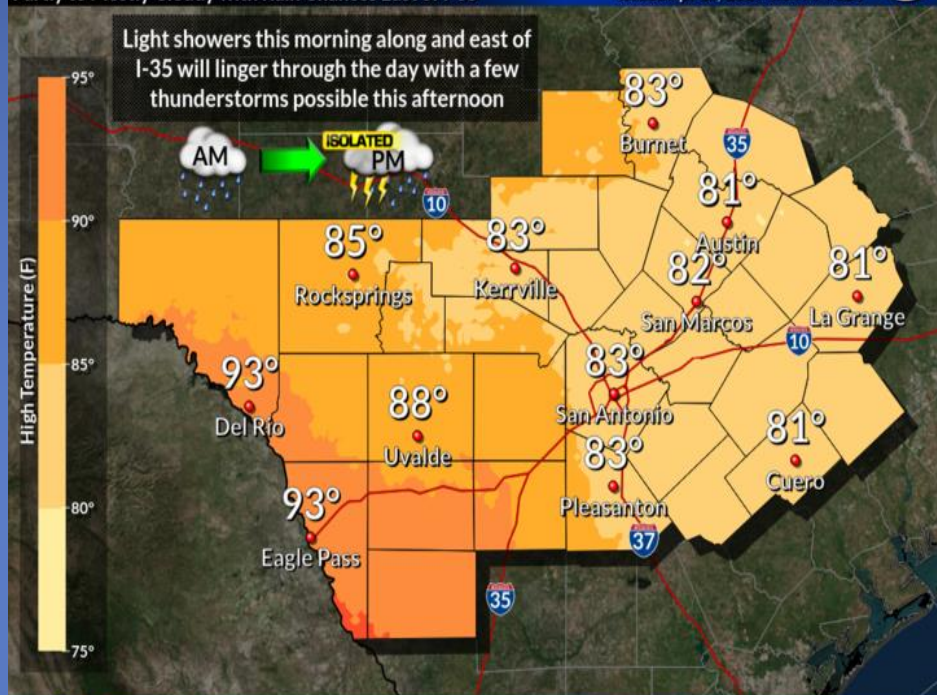 Light showers this morning along and east of
I-35 will linger through the day with a few
thunderstorms possible this afternoon
95°
AM
ISOLATED
PM
83°
Burnet
35
10
81°
Austin
90°
85°
Rocksprings
83°
Kerrville
82°
San Marcos
81°
La Grange
10
85°
High Temperature (F)
93°
Del Rio
88°
Uvalde
83°
San Antonio
83°
Pleasanton
81°
Cuero
80°
93°
Eagle Pass
37
35
75°